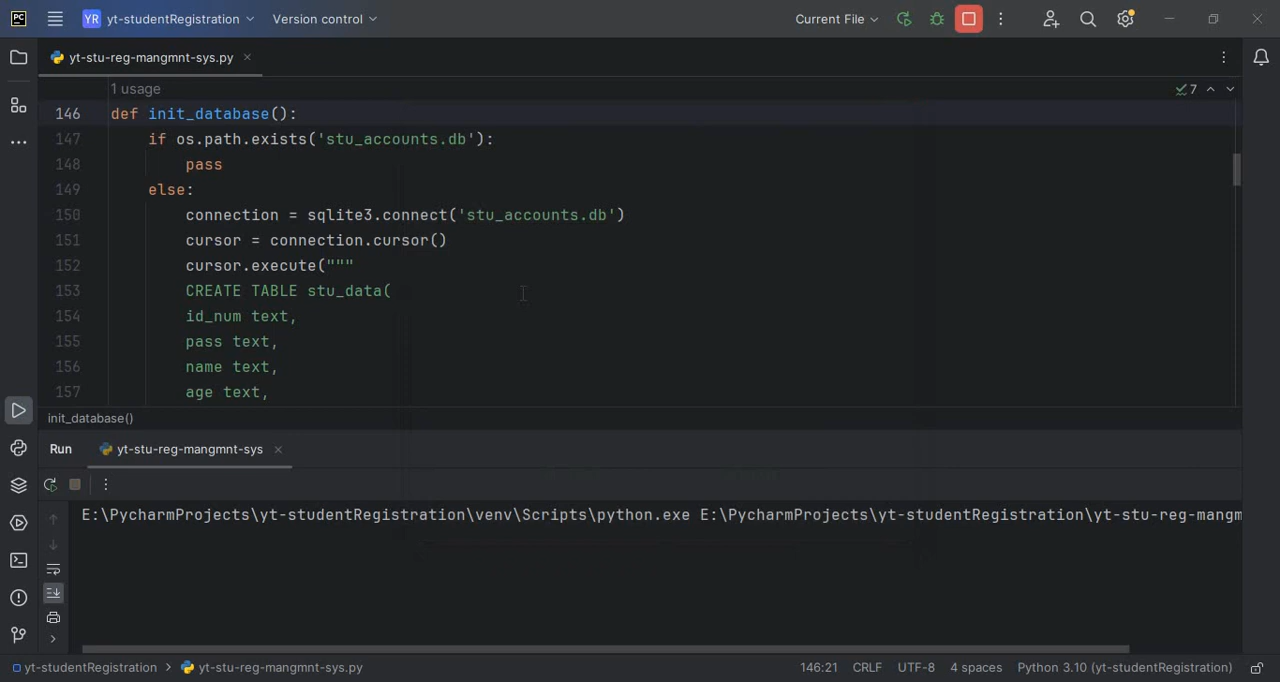 PC
YR yt-studentRegistration
Version control
Current File
yt-stu-reg-mangmnt-sys.py
1 usage
7
146 def init_database():
147 if os.path.exists('stu_accounts.db'):
148 pass
149 else:
150 connection = sqlite3.connect('stu_accounts.db')
151 cursor = connection.cursor()
152 cursor.execute("""
153 CREATE TABLE stu_data(
154 id_num text,
155 pass text,
156 name text,
157 age text,
init_database()
Run yt-stu-reg-mangmnt-sys
E:\PycharmProjects\yt-studentRegistration\venv\Scripts\python.exe E:\PycharmProjects\yt-studentRegistration\yt-stu-reg-mangm
yt-studentRegistration > yt-stu-reg-mangmnt-sys.py 146:21 CRLF UTF-8 4 spaces Python 3.10 (yt-studentRegistration)